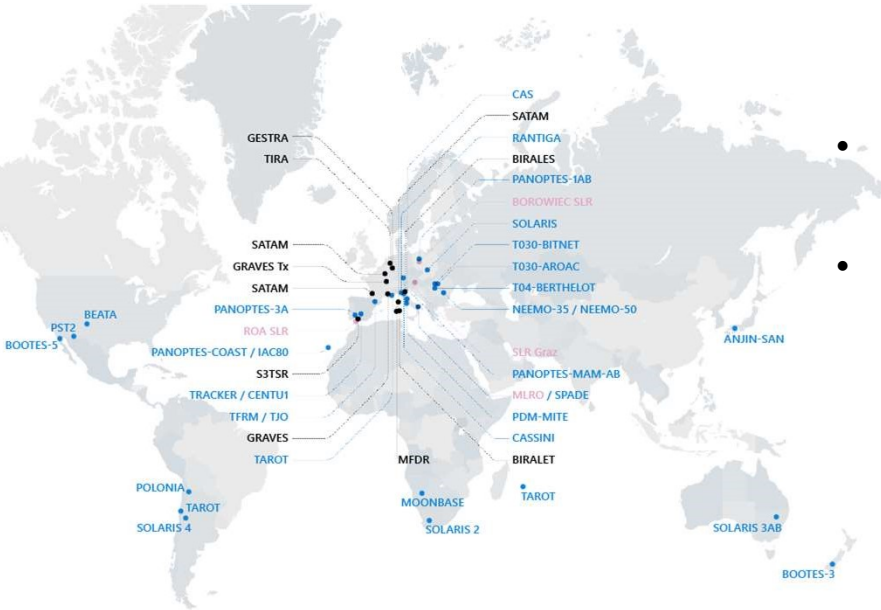 CAS
SATAM
GESTRA
RANTIGA
TIRA
BIRALES
PANOPTES-1AB
BOROWIEC SLR
SOLARIS
SATAM
T030-BITNET
GRAVES Tx
T030-AROAC
SATAM
T04-BERTHELOT
PANOPTES-3A
NEEMO-35 / NEEMO-50
BEATA
PST2
ROA SLR
BOOTES-5
ANJIN-SAN
PANOPTES-COAST / IAC80
SLR Graz
S3TSR
PANOPTES-MAM-AB
TRACKER / CENTU1
MLRO / SPADE
TFRM / TJO
PDM-MITE
GRAVES
CASSINI
TAROT
MFDR
BIRALET
POLONIA
TAROT
MOONBASE
TAROT
SOLARIS 4
SOLARIS 2
SOLARIS 3AB
BOOTES-3